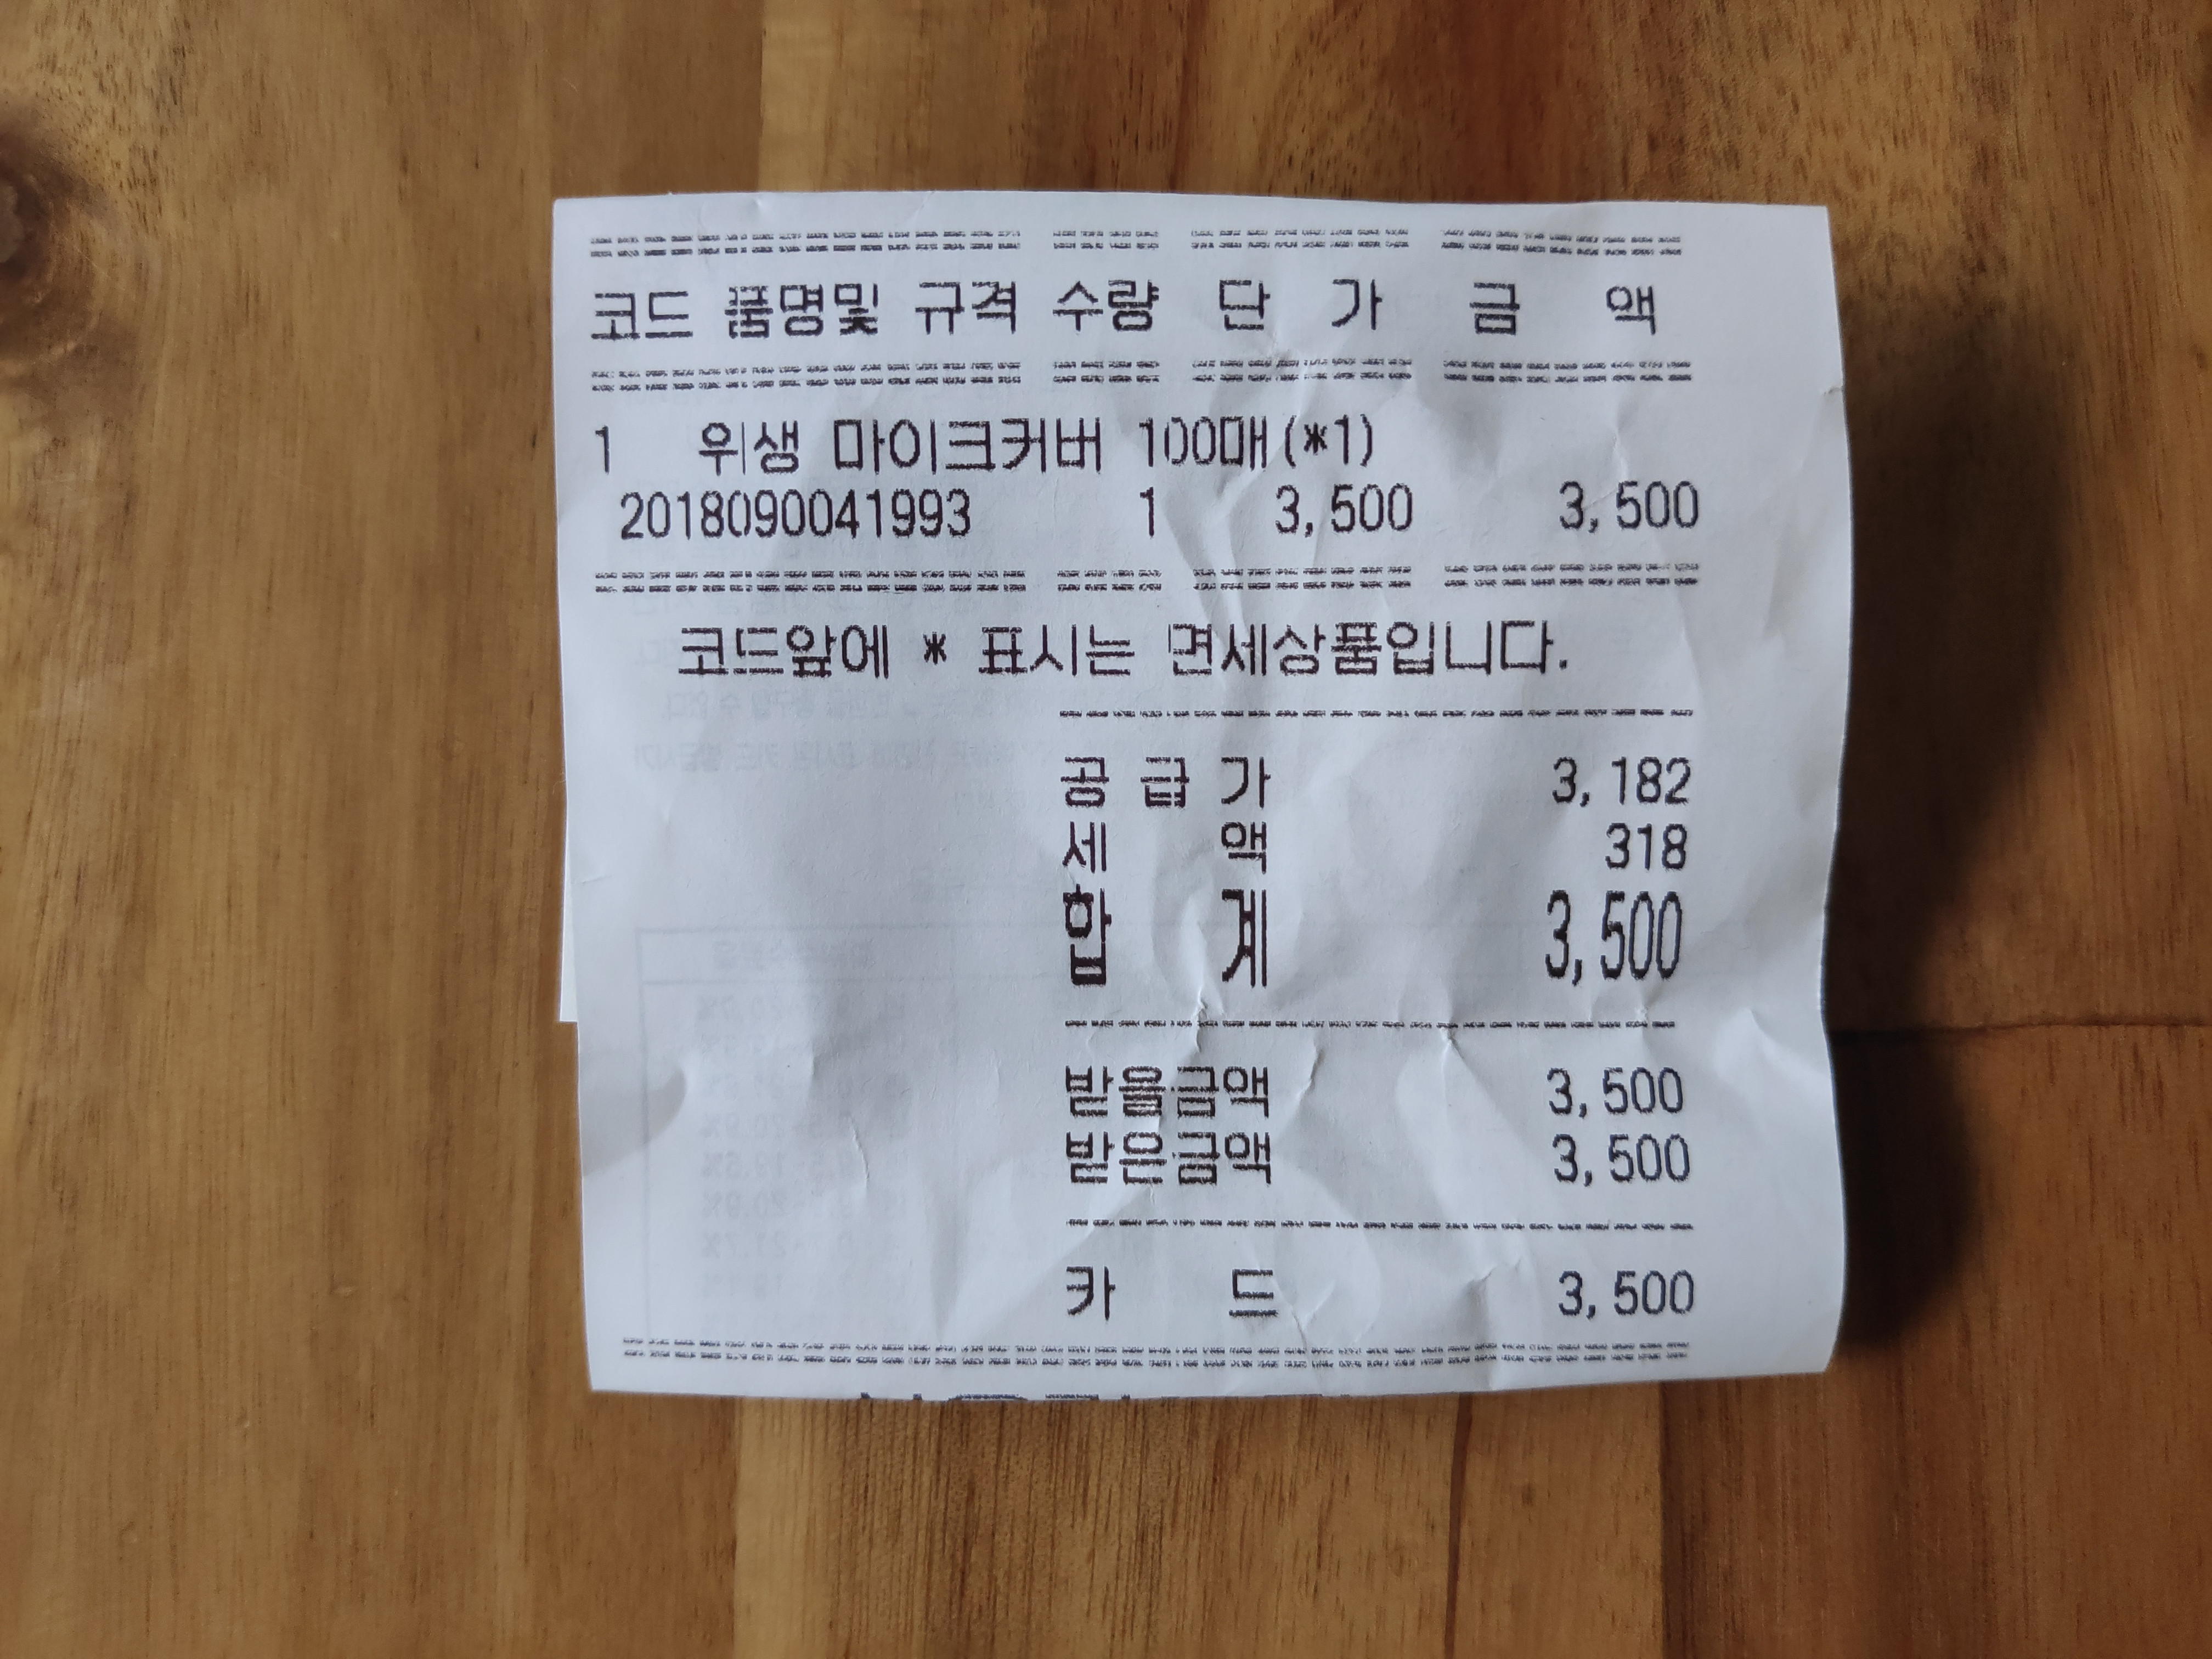 코드 품명및 규격 수량 단 가 금 액
1 위생 마이크커버 100매(*1)
2018090041993 1 3,500 3,500
코드앞에 * 표시는 면세상품입니다.
공 급 가 3,182
세 액 318
합 계 3,500
받을금액 3,500
받은금액 3,500
카 드 3,500